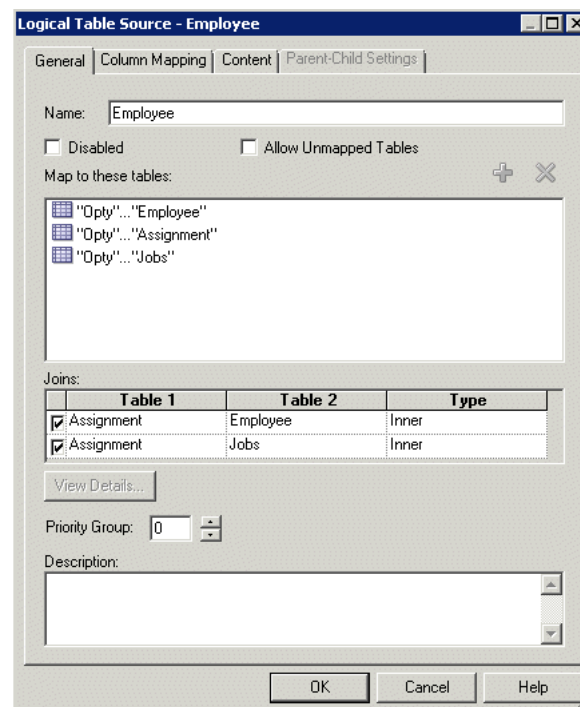 Logical Table Source - Employee
General Column Mapping Content Parent-Child Settings
Name: Employee
Disabled Allow Unmapped Tables
Map to these tables:
"Opty"..."Employee"
"Opty"..."Assignment"
"Opty"..."Jobs"
Joins:
Table 1 Table 2 Type
Assignment Employee Inner
Assignment Jobs Inner
View Details...
Priority Group: 0
Description:
OK Cancel Help